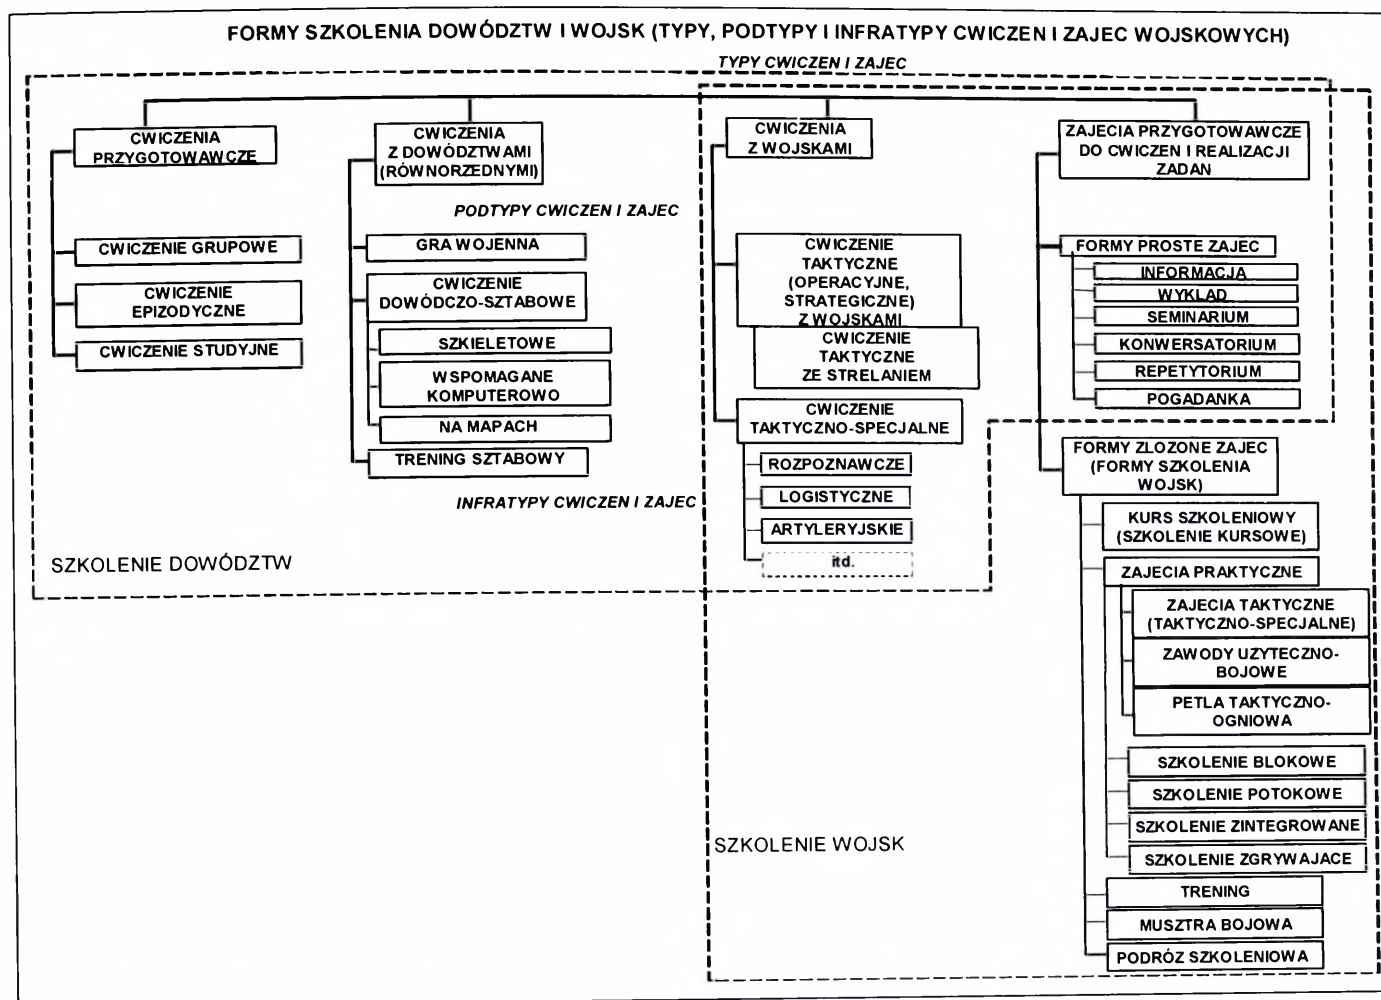 FORMY SZKOLENIA DOWÓDZTW I WOJSK (TYPY, PODTYPY I INFRATYPY CWICZEN I ZAJEC WOJSKOWYCH)
TYPY CWICZEN I ZAJEC
CWICZENIA
PRZYGOTOWAWCZE
CWICZENIE GRUPOWE
CWICZENIE
EPIZODYCZNE
CWICZENIE STUDYJNE
CWICZENIA
Z DOWÓDZTWAMI
(RÓWNORZEDNYMI)
PODTYPY CWICZEN I ZAJEC
GRA WOJENNA
CWICZENIE
DOWÓDCZO-SZTABOWE
SZKIELETOWE
WSPOMAGANE
KOMPUTEROWO
NA MAPACH
TRENING SZTABOWY
INFRATYPY CWICZEN I ZAJEC
SZKOLENIE DOWÓDZTW
CWICZENIA
Z WOJSKAMI
CWICZENIE
TAKTYCZNE
(OPERACYJNE,
STRATEGICZNE)
Z WOJSKAMI
CWICZENIE
TAKTYCZNE
ZE STRELANIEM
CWICZENIE
TAKTYCZNO-SPECJALNE
ROZPOZNAWCZE
LOGISTYCZNE
ARTYLERYJSKIE
itd.
ZAJECIA PRZYGOTOWAWCZE
DO CWICZEN I REALIZACJI
ZADAN
FORMY PROSTE ZAJEC
INFORMACJA
WYKLAD
SEMINARIUM
KONWERSATORIUM
REPETYTORIUM
POGADANKA
FORMY ZLOZONE ZAJEC
(FORMY SZKOLENIA
WOJSK)
KURS SZKOLENIOWY
(SZKOLENIE KURSOWE)
ZAJECIA PRAKTYCZNE
ZAJECIA TAKTYCZNE
(TAKTYCZNO-SPECJALNE)
ZAWODY UZYTECZNO-
BOJOWE
PETLA TAKTYCZNO-
OGNIOWA
SZKOLENIE BLOKOWE
SZKOLENIE POTOKOWE
SZKOLENIE ZINTEGROWANE
SZKOLENIE ZGRYWAJACE
TRENING
MUSZTRA BOJOWA
PODRÓZ SZKOLENIOWA
SZKOLENIE WOJSK